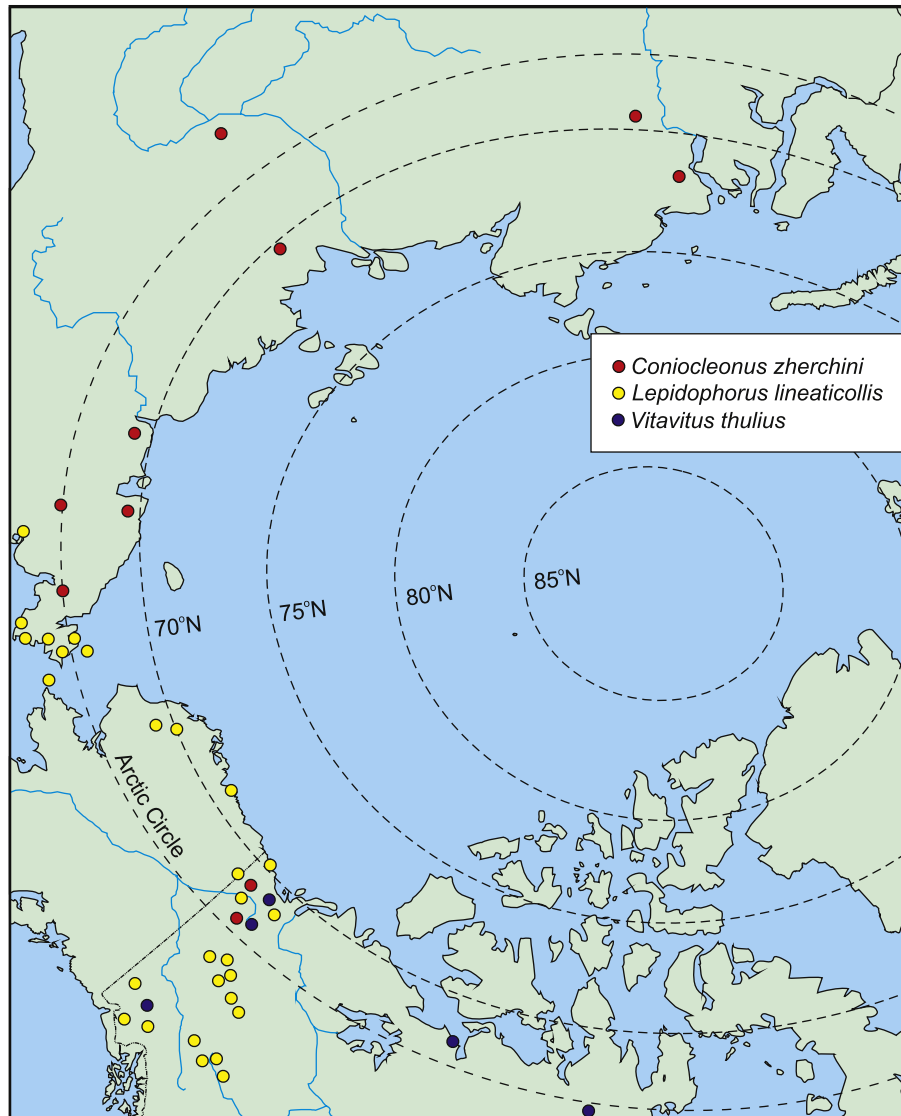 Coniocleonus zherchini
Lepidophorus lineaticollis
Vitavitus thulius
85°N
80°N
75°N
70°N
Arctic Circle